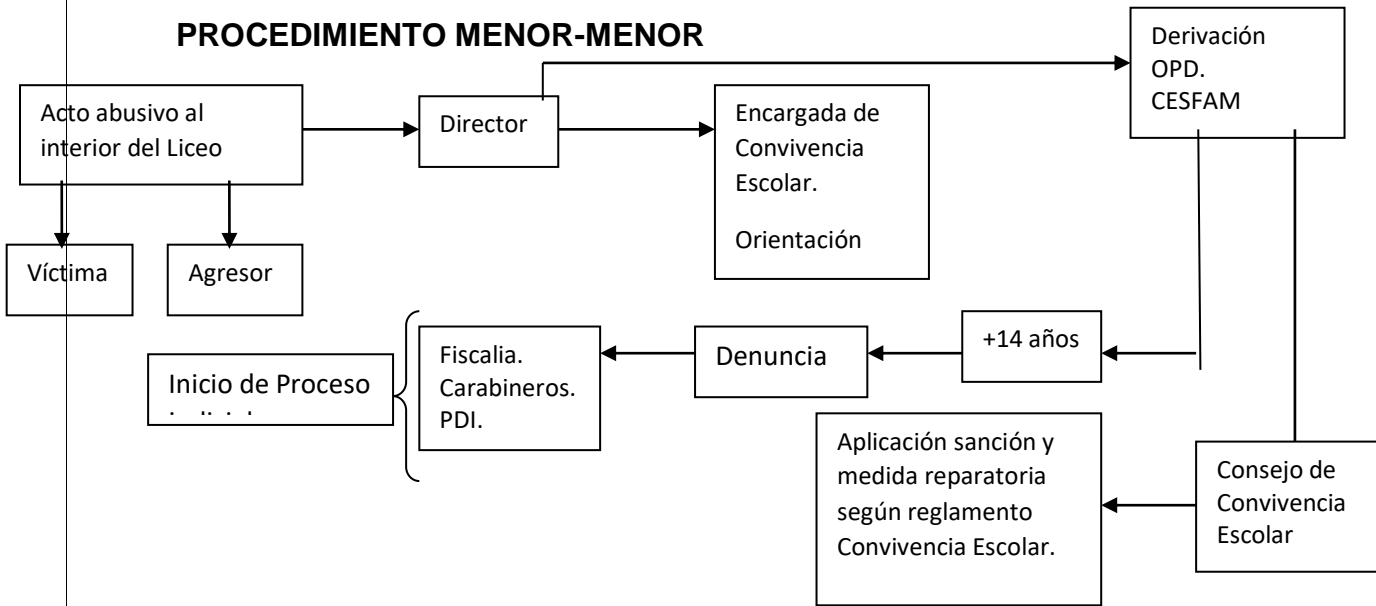 PROCEDIMIENTO MENOR-MENOR
Derivación
OPD.
CESFAM
Acto abusivo al
interior del Liceo
Director
Encargada de
Convivencia
Escolar.
Orientación
Víctima
Agresor
+14 años
Denuncia
Fiscalia.
Carabineros.
PDI.
Inicio de Proceso
Aplicación sanción y
medida reparatoria
según reglamento
Convivencia Escolar.
Consejo de
Convivencia
Escolar